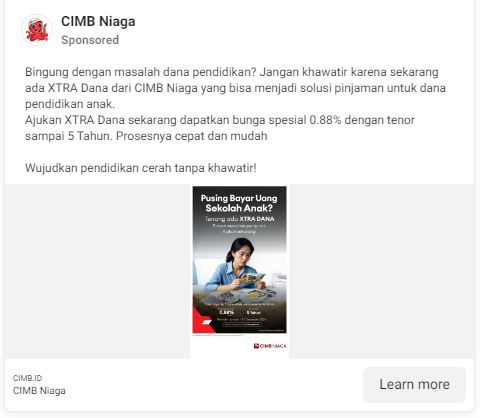 CIMB Niaga
Sponsored
Bingung dengan masalah dana pendidikan? Jangan khawatir karena sekarang
ada XTRA Dana dari CIMB Niaga yang bisa menjadi solusi pinjaman untuk dana
pendidikan anak.
Ajukan XTRA Dana sekarang dapatkan bunga spesial 0.88% dengan tenor
sampai 5 Tahun. Prosesnya cepat dan mudah
Wujudkan pendidikan cerah tanpa khawatir!
Pusing Bayar Uang
Sekolah Anak?
Tenang ada XTRA DANA
0,88%
5 Tahun
CIMB NIAGA
CIMB.ID
CIMB Niaga
Learn more